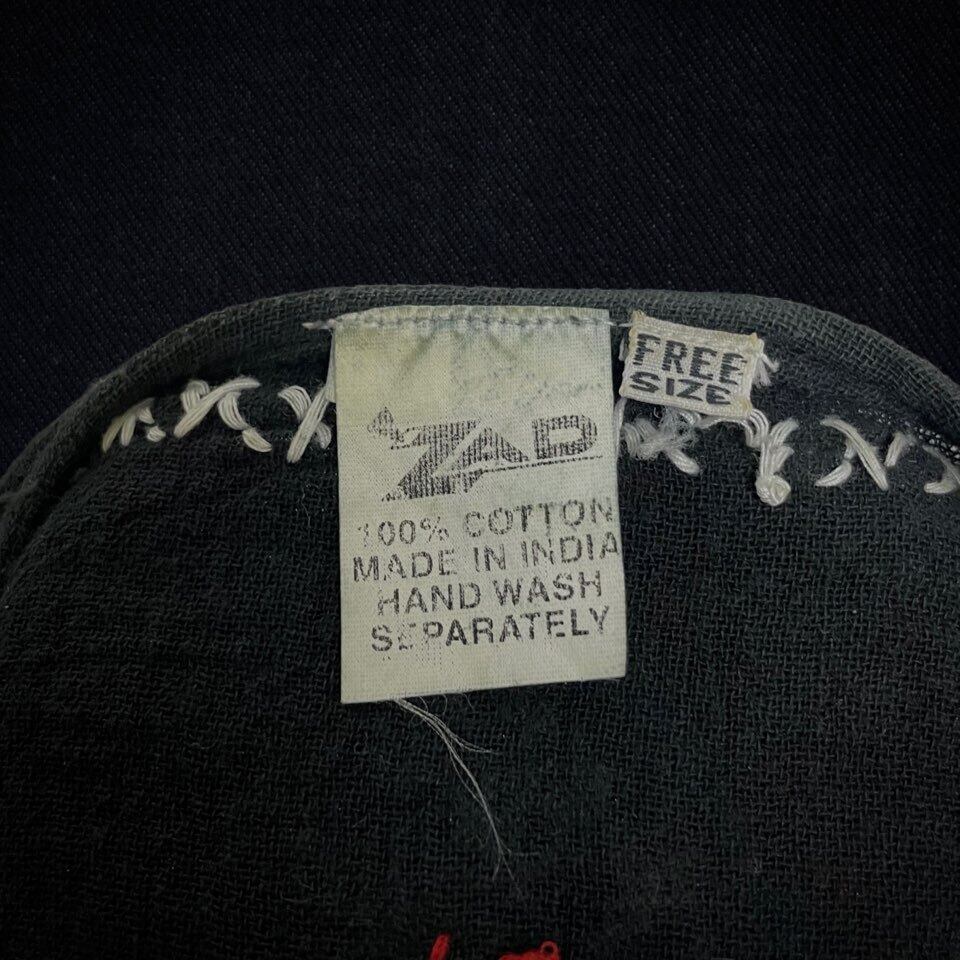 ZAD
100% COTTON
MADE IN INDIA
HAND WASH
SEPARATELY
FREE
SIZE